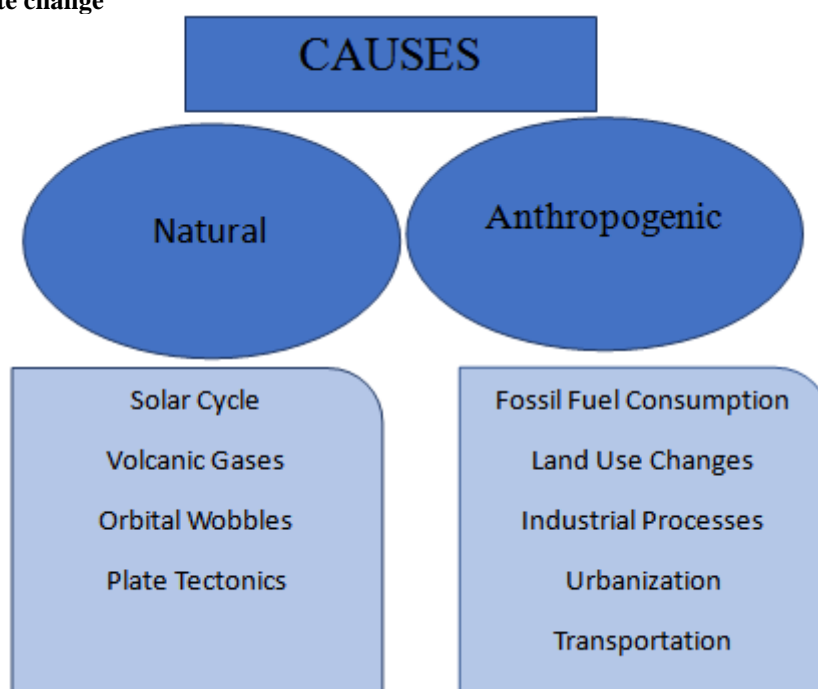 te change
CAUSES
Natural
Anthropogenic
Solar Cycle
Volcanic Gases
Orbital Wobbles
Plate Tectonics
Fossil Fuel Consumption
Land Use Changes
Industrial Processes
Urbanization
Transportation